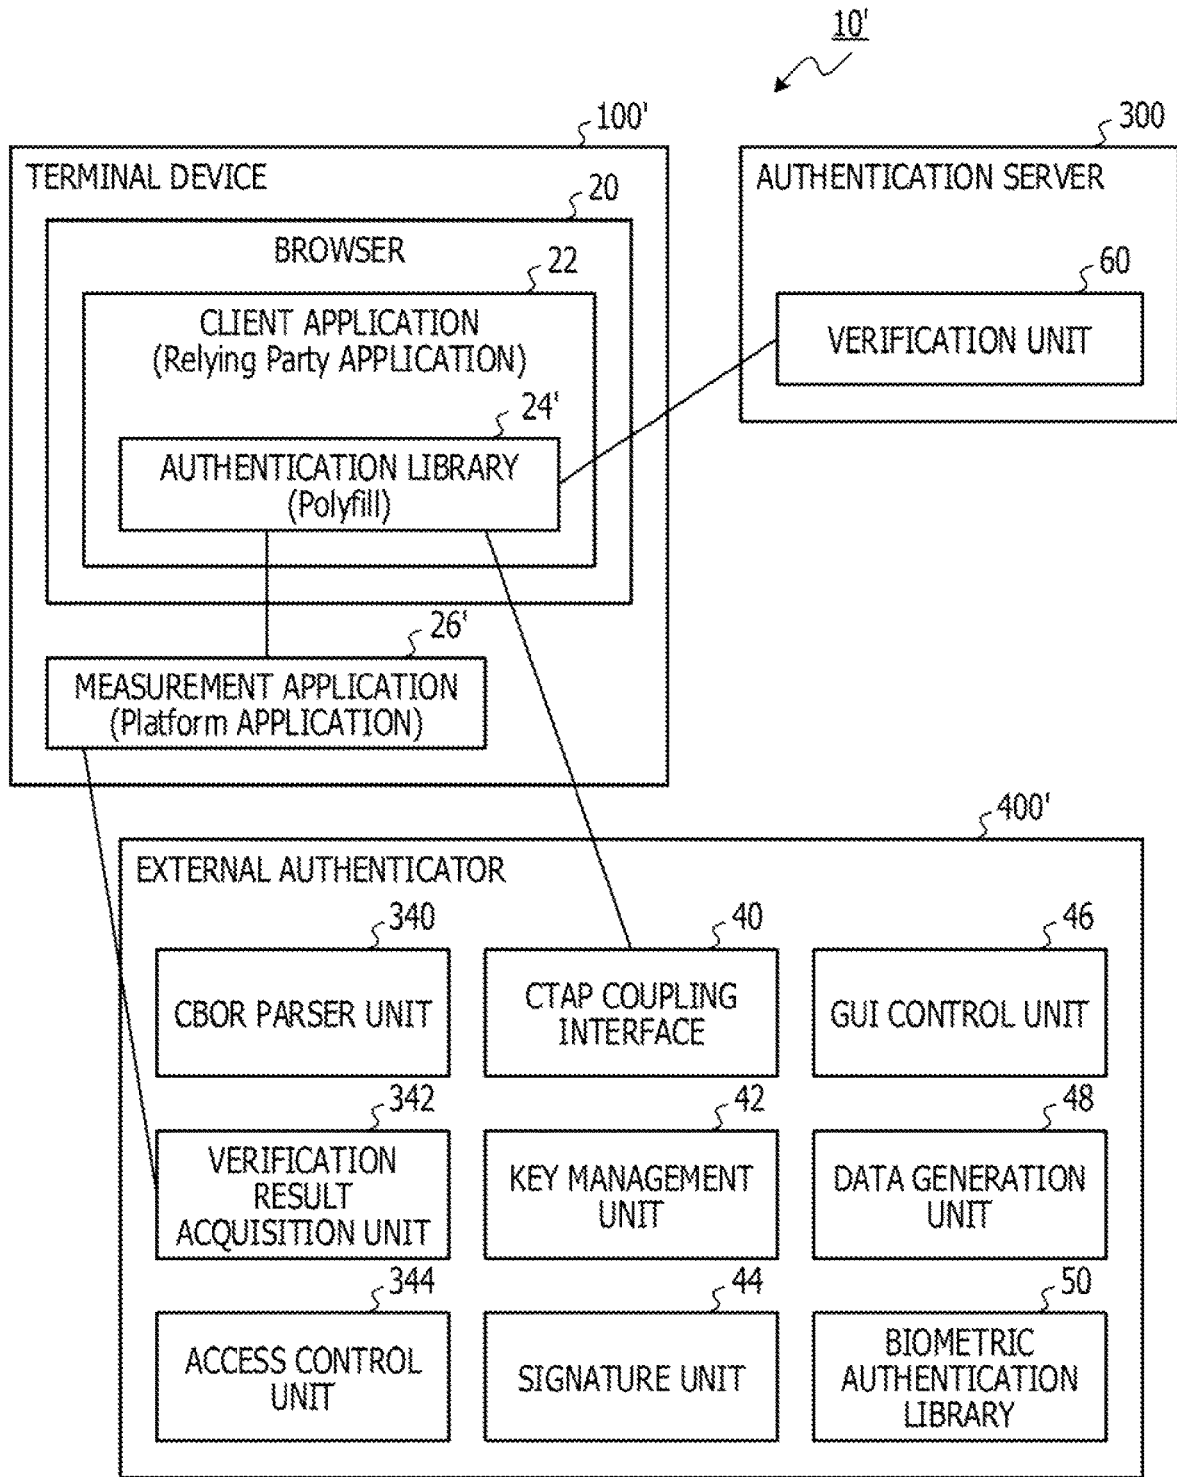 10'
100'
TERMINAL DEVICE
20
BROWSER
22
CLIENT APPLICATION
(Relying Party APPLICATION)
24'
AUTHENTICATION LIBRARY
(Polyfill)
26'
MEASUREMENT APPLICATION
(Platform APPLICATION)
300
AUTHENTICATION SERVER
60
VERIFICATION UNIT
400'
EXTERNAL AUTHENTICATOR
340
CBOR PARSER UNIT
40
CTAP COUPLING
INTERFACE
46
GUI CONTROL UNIT
342
VERIFICATION
RESULT
ACQUISITION UNIT
42
KEY MANAGEMENT
UNIT
48
DATA GENERATION
UNIT
344
ACCESS CONTROL
UNIT
44
SIGNATURE UNIT
50
BIOMETRIC
AUTHENTICATION
LIBRARY